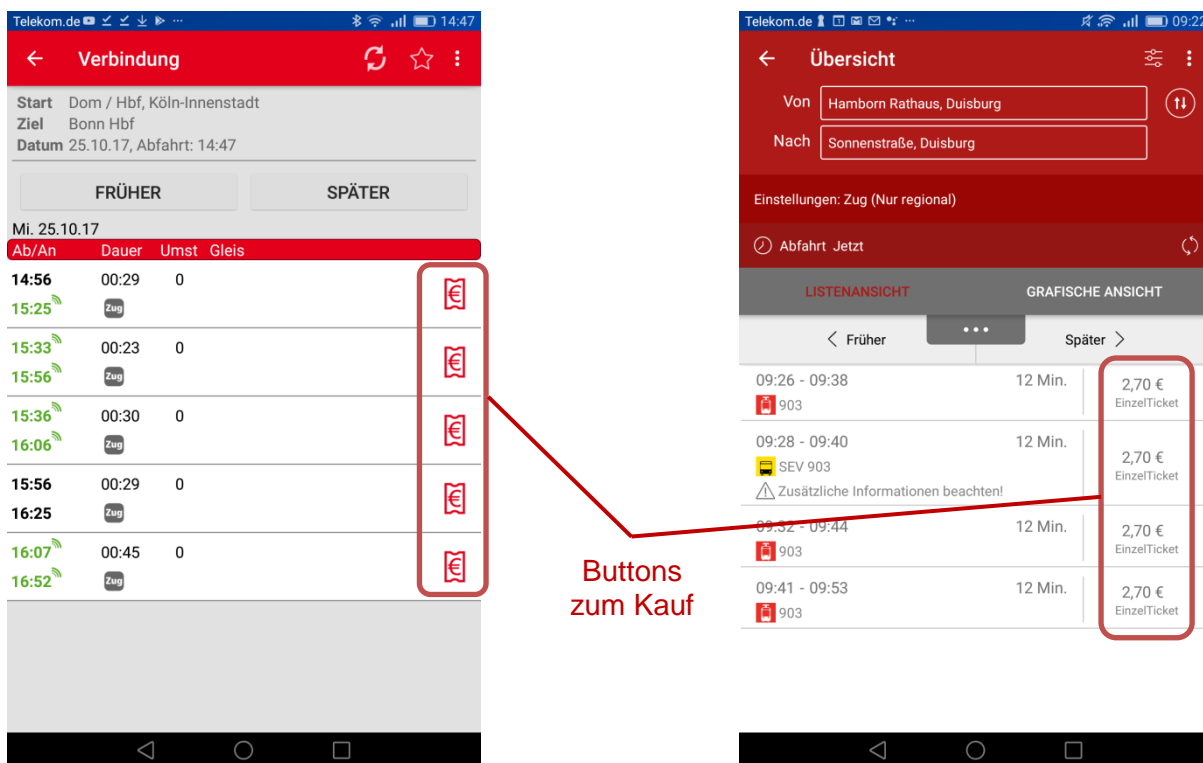 Telekom.de 14:47
Verbindung
Start Dom / Hbf, Köln-Innenstadt
Ziel Bonn Hbf
Datum 25.10.17, Abfahrt: 14:47
FRÜHER SPÄTER
Mi. 25.10.17
Ab/An Dauer Umst Gleis
14:56 00:29 0 €
15:25 Zug
15:33 00:23 0 €
15:56 Zug
15:36 00:30 0 €
16:06 Zug
15:56 00:29 0 €
16:25 Zug
16:07 00:45 0 €
16:52 Zug
Buttons
zum Kauf
Telekom.de 1 09:22
Übersicht
Von Hamborn Rathaus, Duisburg
Nach Sonnenstraße, Duisburg
Einstellungen: Zug (Nur regional)
Abfahrt Jetzt
LISTENANSICHT GRAFISCHE ANSICHT
< Früher ••• Später >
09:26 - 09:38 12 Min. 2,70 €
903 EinzelTicket
09:28 - 09:40 12 Min. 2,70 €
SEV 903 EinzelTicket
Zusätzliche Informationen beachten!
09:32 - 09:44 12 Min. 2,70 €
903 EinzelTicket
09:41 - 09:53 12 Min. 2,70 €
903 EinzelTicket